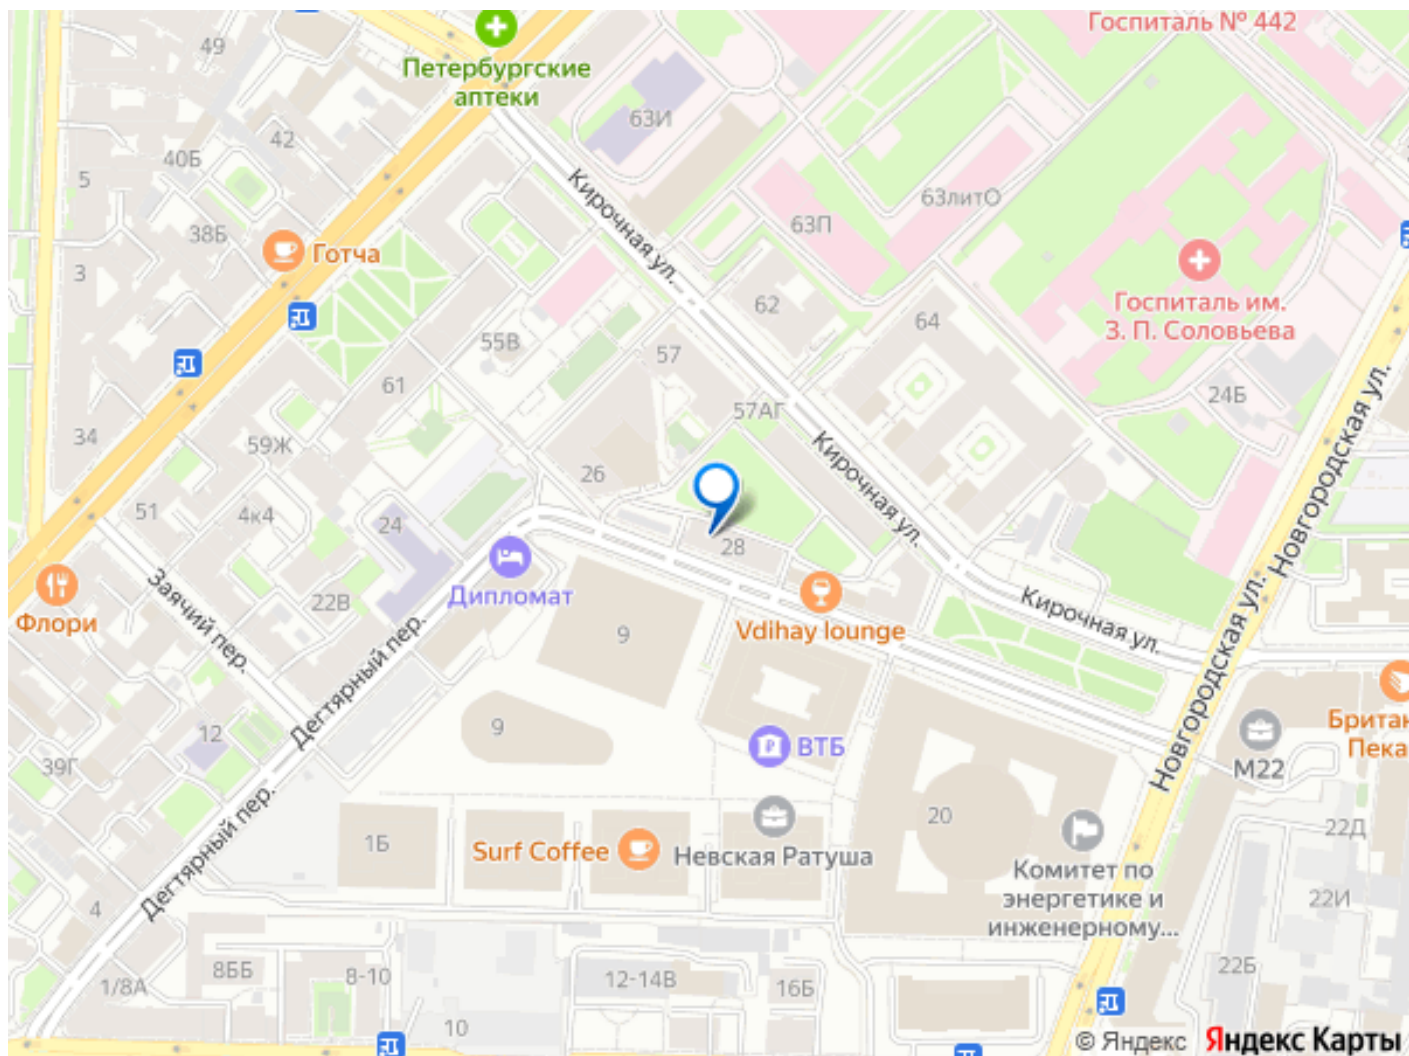 Госпиталь № 442
49
Петербургские
аптеки
63И
42
40Б
5
Кирочная ул.
63литО
63П
38Б
Готча
3
Госпиталь им.
З. П. Соловьева
62
64
55В
57
61
24Б
57АГ
34
59Ж
Кирочная ул.
Новгородская ул.
26
51
4к4
24
28
Дипломат
Заячий пер.
22В
Флори
Vdihay lounge
Кирочная ул.
9
Дегтярный пер.
Новгородская ул.
12
9
39Г
ВТБ
Британ
Пека
М22
20
1Б
Surf Coffee
Невская Ратуша
22Д
Комитет по
энергетике и
инженерному...
Дегтярный пер.
22И
4
8ББ
8-10
12-14В
16Б
22Б
1/8А
10
© Яндекс Яндекс Карты